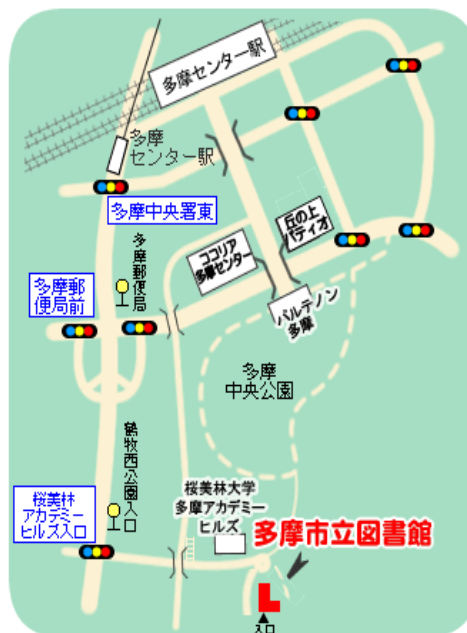 多摩センター駅
多摩
センター駅
多摩中央署東
丘の上
パティオ
ココリア
多摩センター
多摩郵便局
多摩郵
便局前
パルテノン
多摩
多摩
中央公園
鶴牧西公園入口
桜美林大学
多摩アカデミー
ヒルズ
桜美林
アカデミー
ヒルズ入口
多摩市立図書館
入口